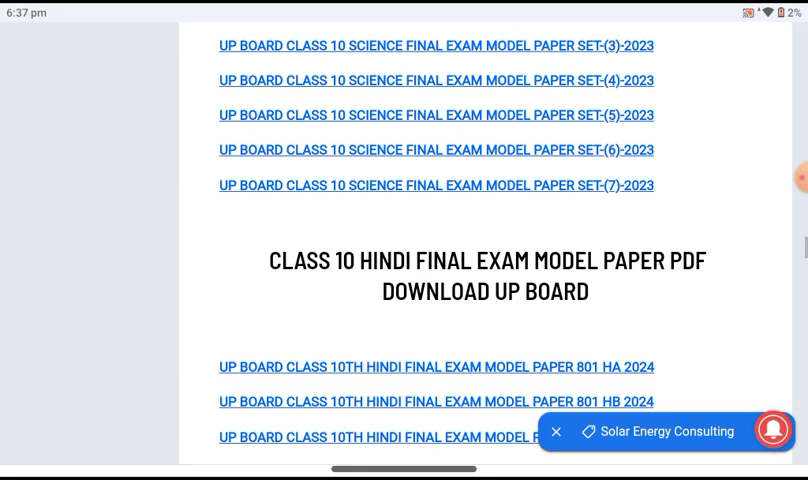 6:37 pm
2%
UP BOARD CLASS 10 SCIENCE FINAL EXAM MODEL PAPER SET-(3)-2023
UP BOARD CLASS 10 SCIENCE FINAL EXAM MODEL PAPER SET-(4)-2023
UP BOARD CLASS 10 SCIENCE FINAL EXAM MODEL PAPER SET-(5)-2023
UP BOARD CLASS 10 SCIENCE FINAL EXAM MODEL PAPER SET-(6)-2023
UP BOARD CLASS 10 SCIENCE FINAL EXAM MODEL PAPER SET-(7)-2023
CLASS 10 HINDI FINAL EXAM MODEL PAPER PDF
DOWNLOAD UP BOARD
UP BOARD CLASS 10TH HINDI FINAL EXAM MODEL PAPER 801 HA 2024
UP BOARD CLASS 10TH HINDI FINAL EXAM MODEL PAPER 801 HB 2024
UP BOARD CLASS 10TH HINDI FINAL EXAM MODEL
Solar Energy Consulting